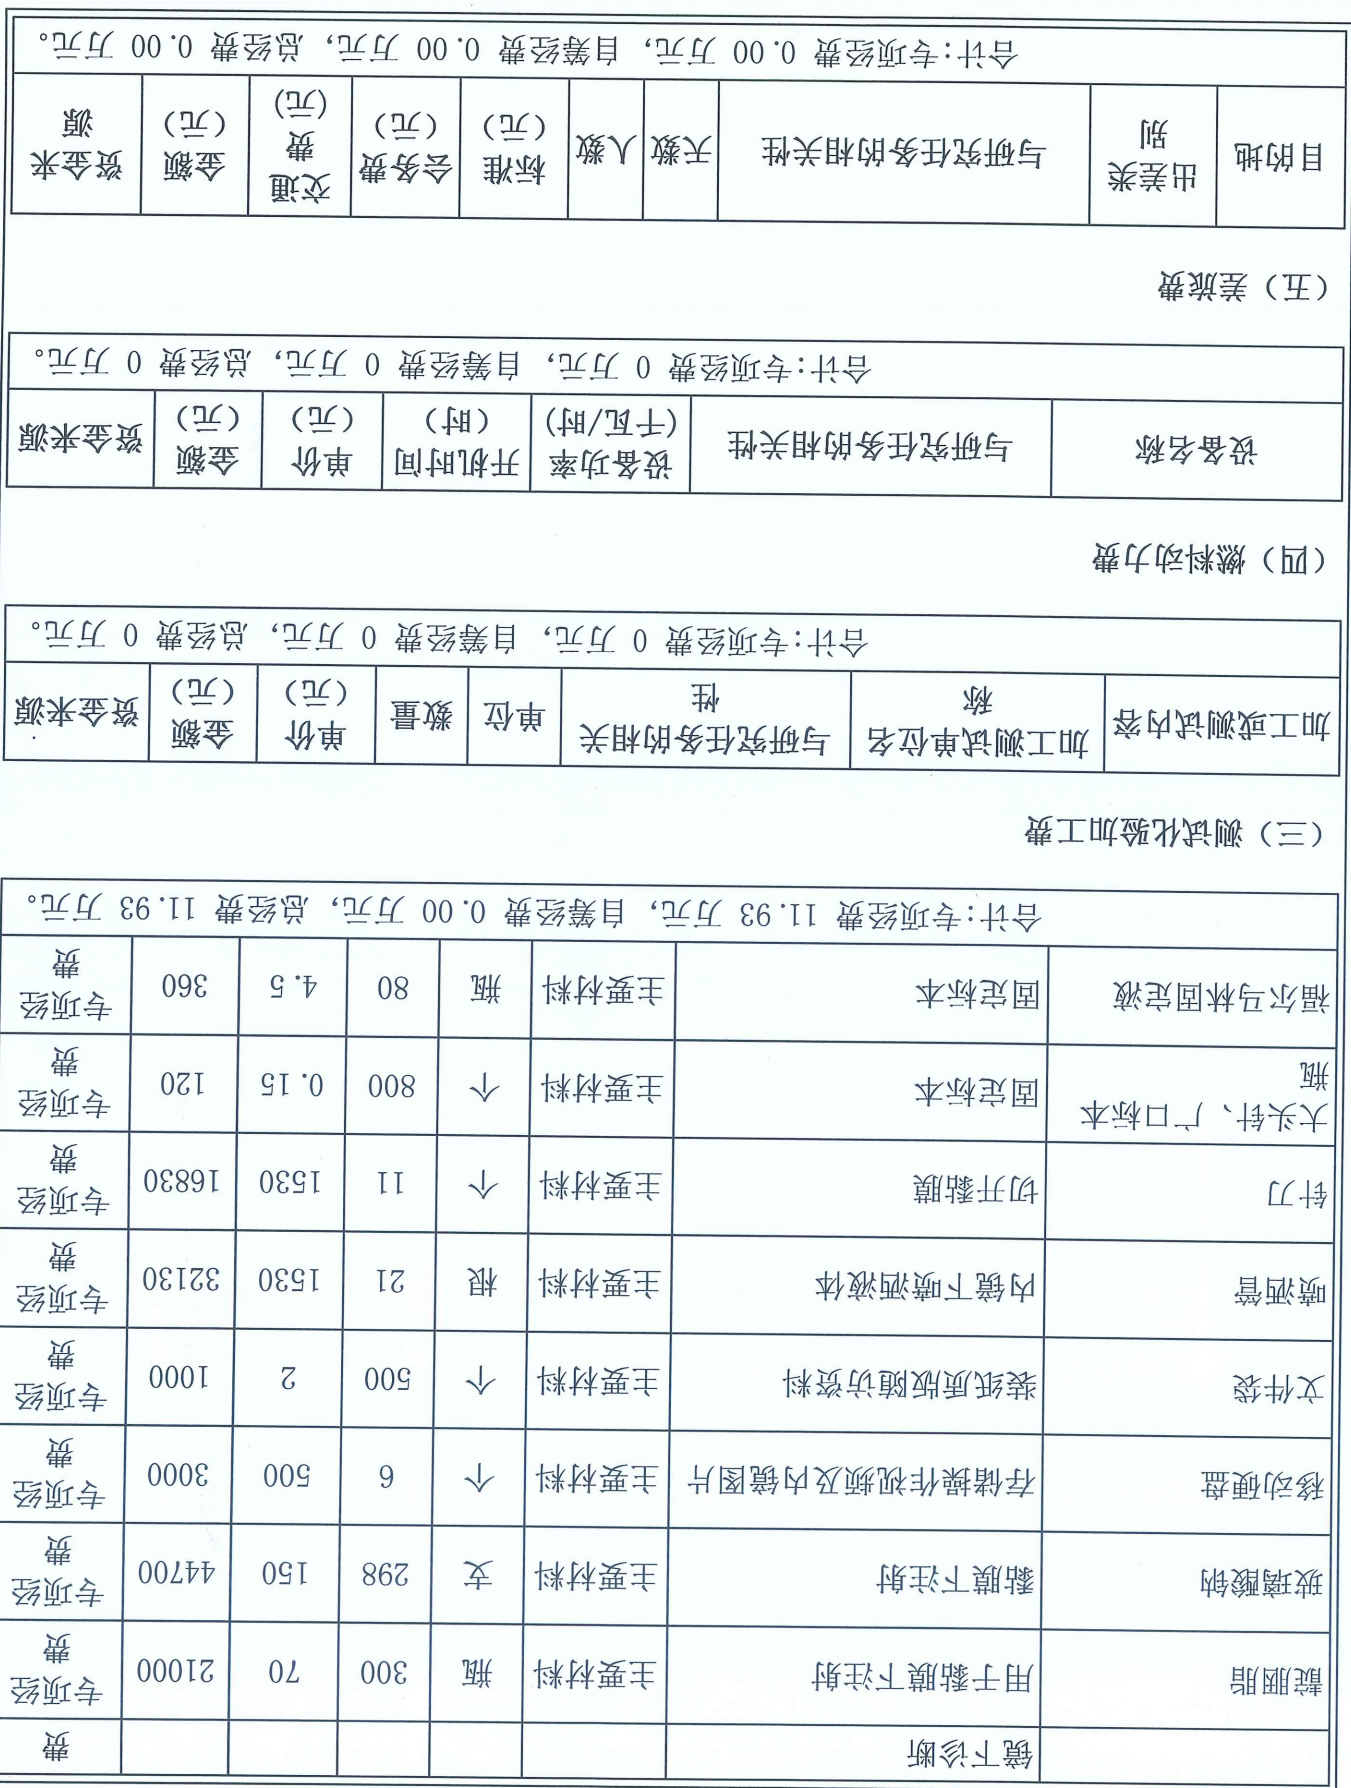 镜下诊断 费
靛胭脂 用于黏膜下注射 主要材料 瓶 300 70 21000 专项经
费
玻璃酸钠 黏膜下注射 主要材料 支 298 150 44700 专项经
费
移动硬盘 存储操作视频及内镜图片 主要材料 个 6 500 3000 专项经
费
文件袋 装纸质版随访资料 主要材料 个 500 2 1000 专项经
费
喷洒管 内镜下喷洒液体 主要材料 根 21 1530 32130 专项经
费
针刀 切开黏膜 主要材料 个 11 1530 16830 专项经
费
大头针、广口标本
瓶 固定标本 主要材料 个 800 0.15 120 专项经
费
福尔马林固定液 固定标本 主要材料 瓶 80 4.5 360 专项经
费
合计:专项经费 11.93 万元, 自筹经费 0.00 万元, 总经费 11.93 万元。
（三）测试化验加工费
加工或测试内容 加工测试单位名
称 与研究任务的相关
性 单位 数量 单价
（元） 金额
（元） 资金来源
合计:专项经费 0 万元, 自筹经费 0 万元, 总经费 0 万元。
（四）燃料动力费
设备名称 与研究任务的相关性 设备功率
(千瓦/时) 开机时间
（时） 单价
（元） 金额
（元） 资金来源
合计:专项经费 0 万元, 自筹经费 0 万元, 总经费 0 万元。
（五）差旅费
目的地 出差类
别 与研究任务的相关性 天数 人数 标准
（元） 会务费
（元） 交通
费
(元) 金额
（元） 资金来
源
合计:专项经费 0.00 万元, 自筹经费 0.00 万元, 总经费 0.00 万元。